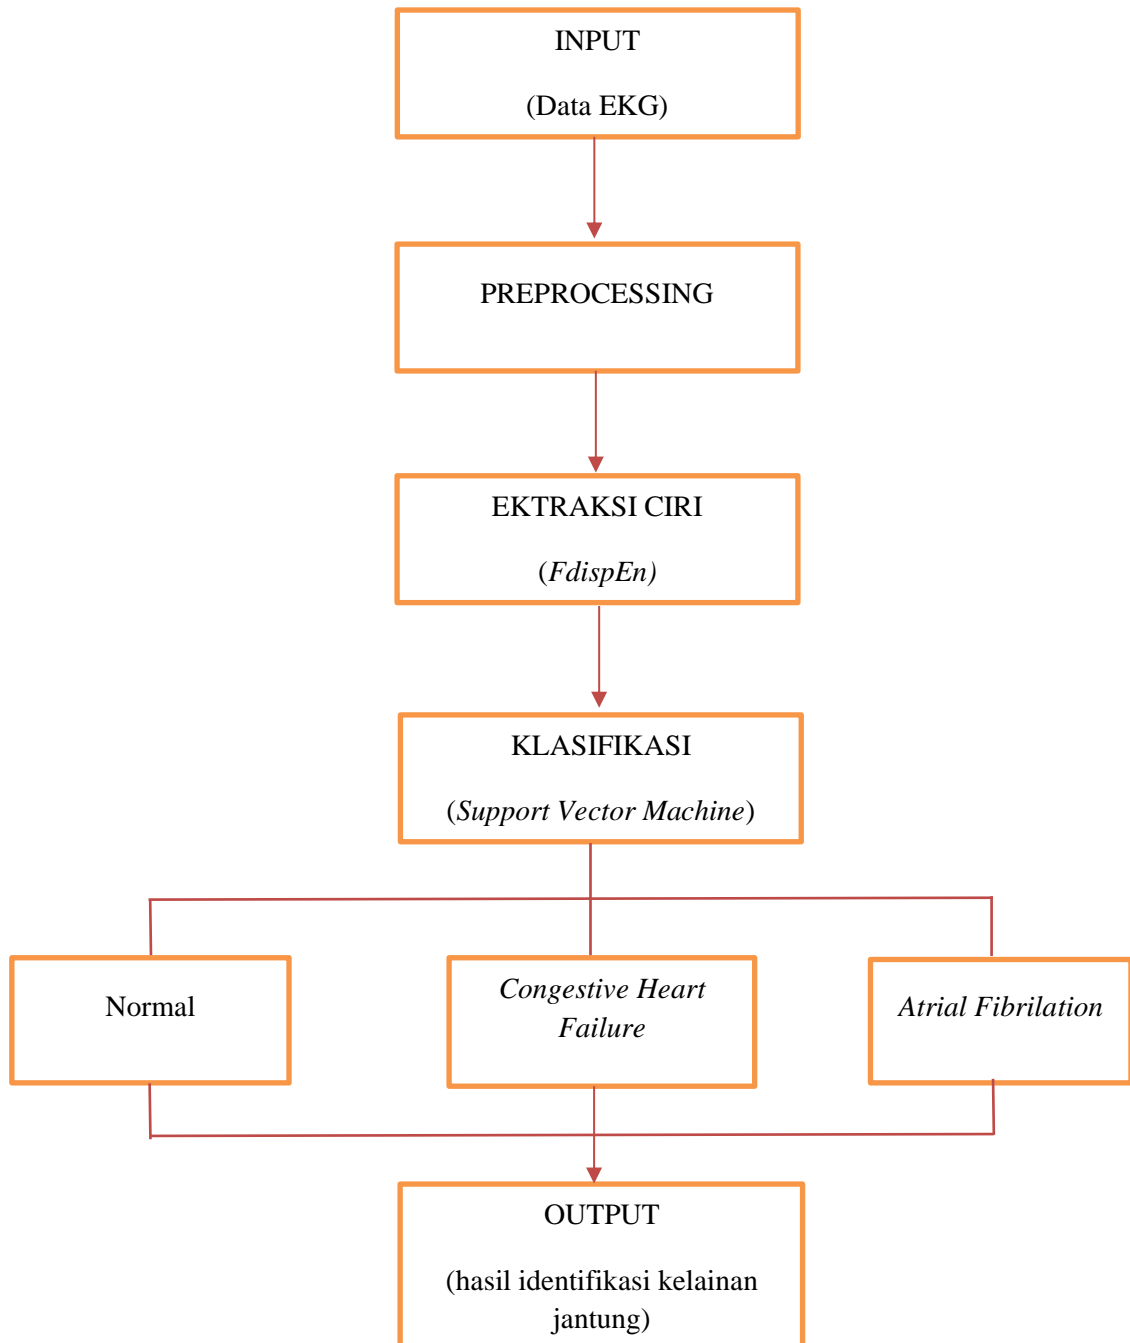 INPUT
(Data EKG)
PREPROCESSING
EKTRAKSI CIRI
(FdispEn)
KLASIFIKASI
(Support Vector Machine)
Normal
Congestive Heart
Failure
Atrial Fibrilation
OUTPUT
(hasil identifikasi kelainan
jantung)